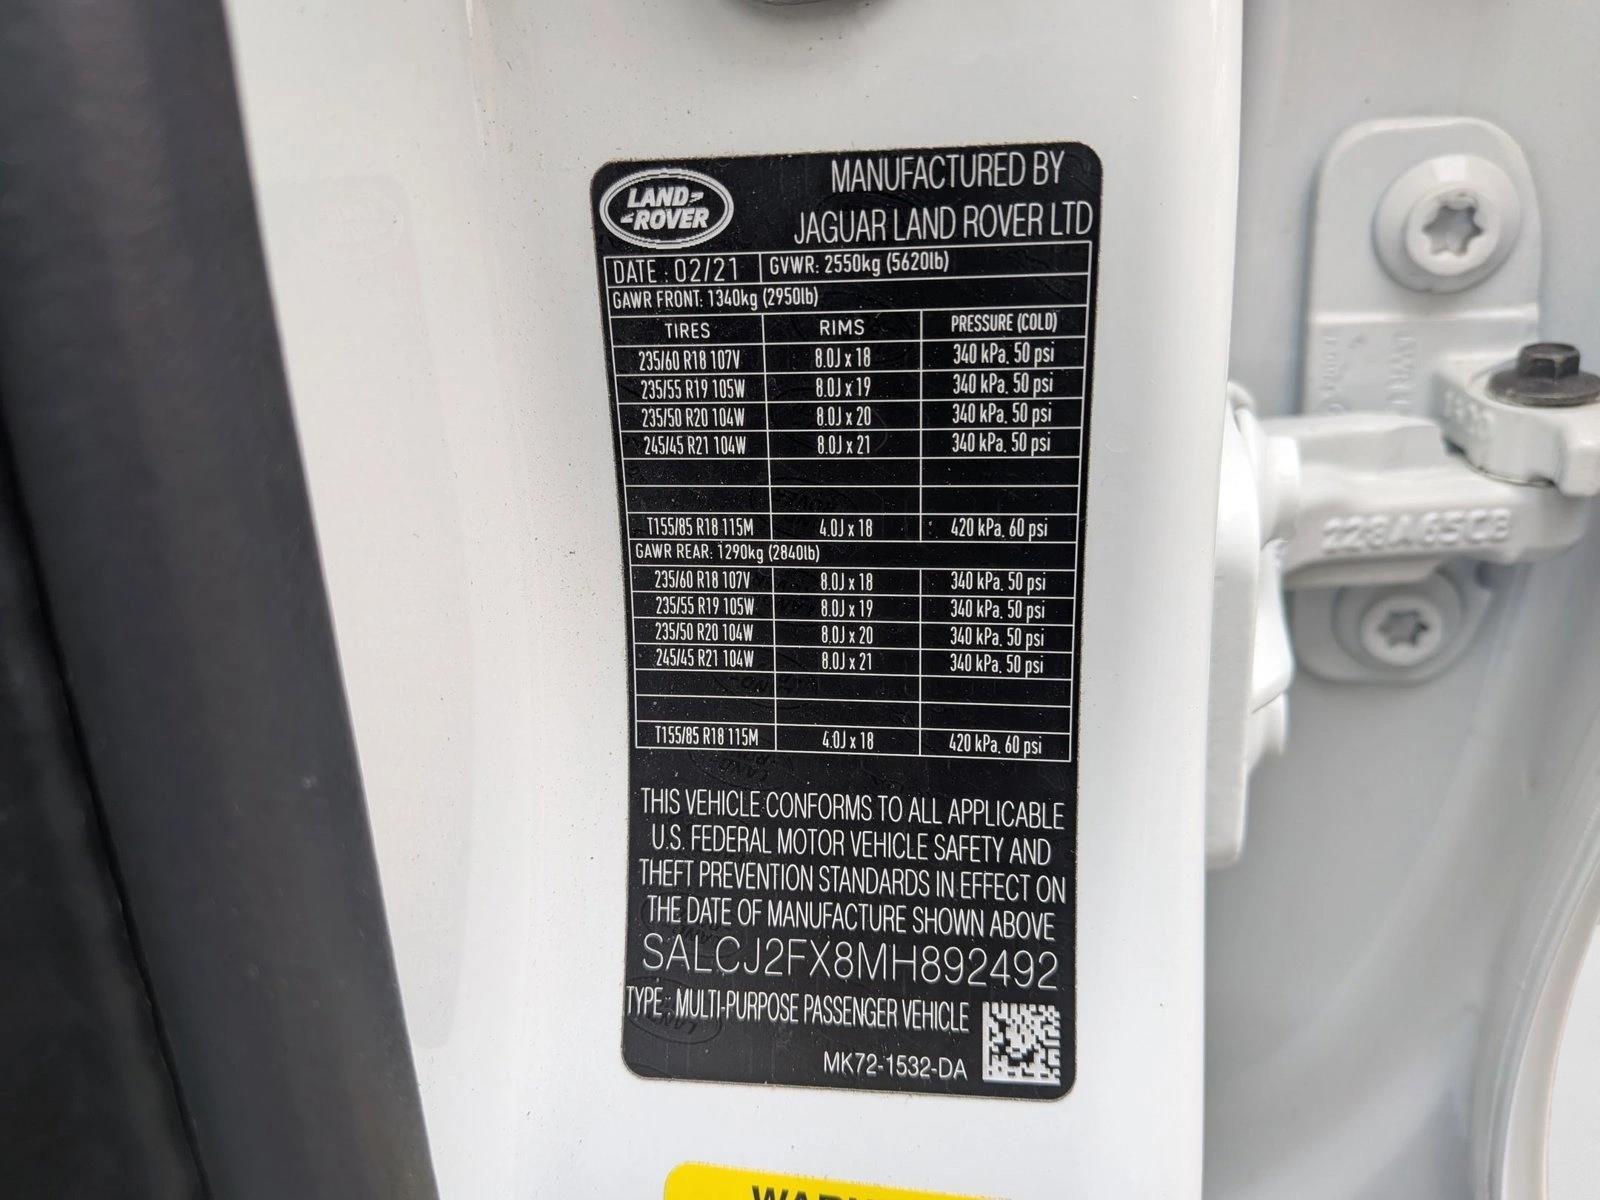 LAND ROVER
MANUFACTURED BY
JAGUAR LAND ROVER LTD
DATE : 02/21 GVWR: 2550kg (5620lb)
GAWR FRONT: 1340kg (2950lb)
TIRES RIMS PRESSURE (COLD)
235/60 R18 107V 8.0J x 18 340 kPa, 50 psi
235/55 R19 105W 8.0J x 19 340 kPa, 50 psi
235/50 R20 104W 8.0J x 20 340 kPa, 50 psi
245/45 R21 104W 8.0J x 21 340 kPa, 50 psi
T155/85 R18 115M 4.0J x 18 420 kPa, 60 psi
GAWR REAR: 1290kg (2840lb)
235/60 R18 107V 8.0J x 18 340 kPa, 50 psi
235/55 R19 105W 8.0J x 19 340 kPa, 50 psi
235/50 R20 104W 8.0J x 20 340 kPa, 50 psi
245/45 R21 104W 8.0J x 21 340 kPa, 50 psi
T155/85 R18 115M 4.0J x 18 420 kPa, 60 psi
THIS VEHICLE CONFORMS TO ALL APPLICABLE
U.S. FEDERAL MOTOR VEHICLE SAFETY AND
THEFT PREVENTION STANDARDS IN EFFECT ON
THE DATE OF MANUFACTURE SHOWN ABOVE
SALCJ2FX8MH892492
TYPE : MULTI-PURPOSE PASSENGER VEHICLE
MK72-1532-DA